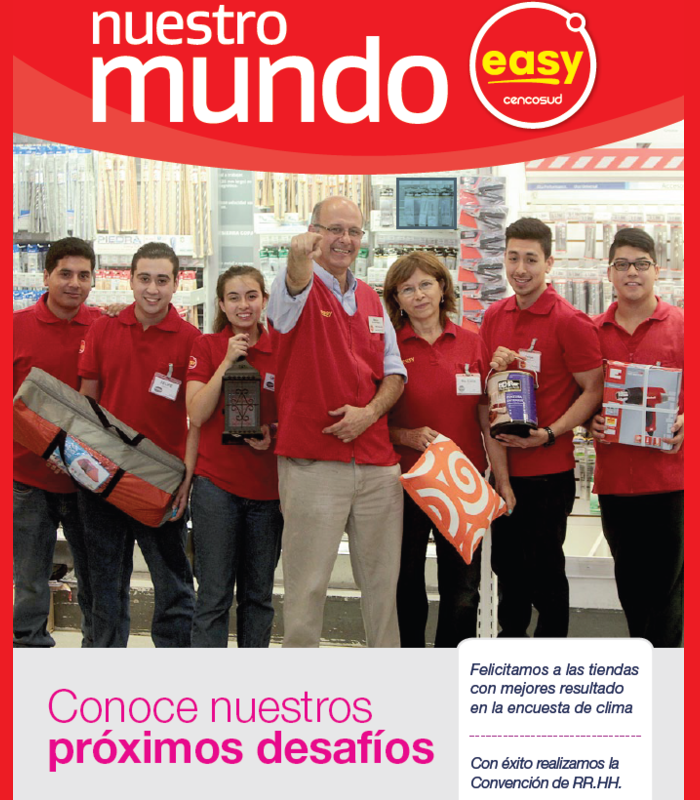 nuestro
mundo
easy
cencosud
Conoce nuestros
próximos desafíos
Felicitamos a las tiendas
con mejores resultado
en la encuesta de clima
Con éxito realizamos la
Convención de RR.HH.